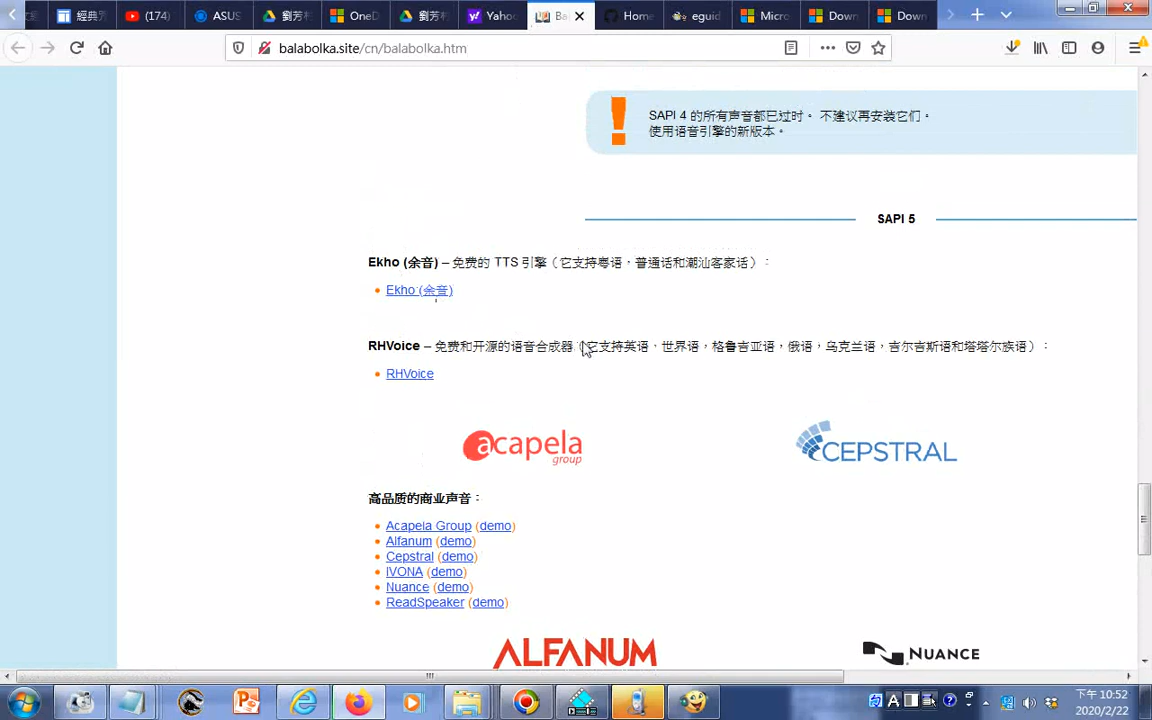 經典
(174)
ASUS
劉芳
OneD
劉芳
Yahoo
Ba
Home
eguid
Micro
Down
Down
balabolka.site/cn/balabolka.htm
SAPI 4 的所有声音都已过时。 不建议再安装它们。
使用语音引擎的新版本。
SAPI 5
Ekho (余音) – 免费的 TTS 引擎（它支持粤语，普通话和潮汕客家话）：
Ekho (余音)
RHVoice – 免费和开源的语音合成器（它支持英语，世界语，格鲁吉亚语，俄语，乌克兰语，吉尔吉斯语和塔塔尔族语）：
RHVoice
acapela
group
CEPSTRAL
高品质的商业声音：
Acapela Group (demo)
Alfanum (demo)
Cepstral (demo)
IVONA (demo)
Nuance (demo)
ReadSpeaker (demo)
ALFANUM
NUANCE
A
下午 10:52
2020/2/22